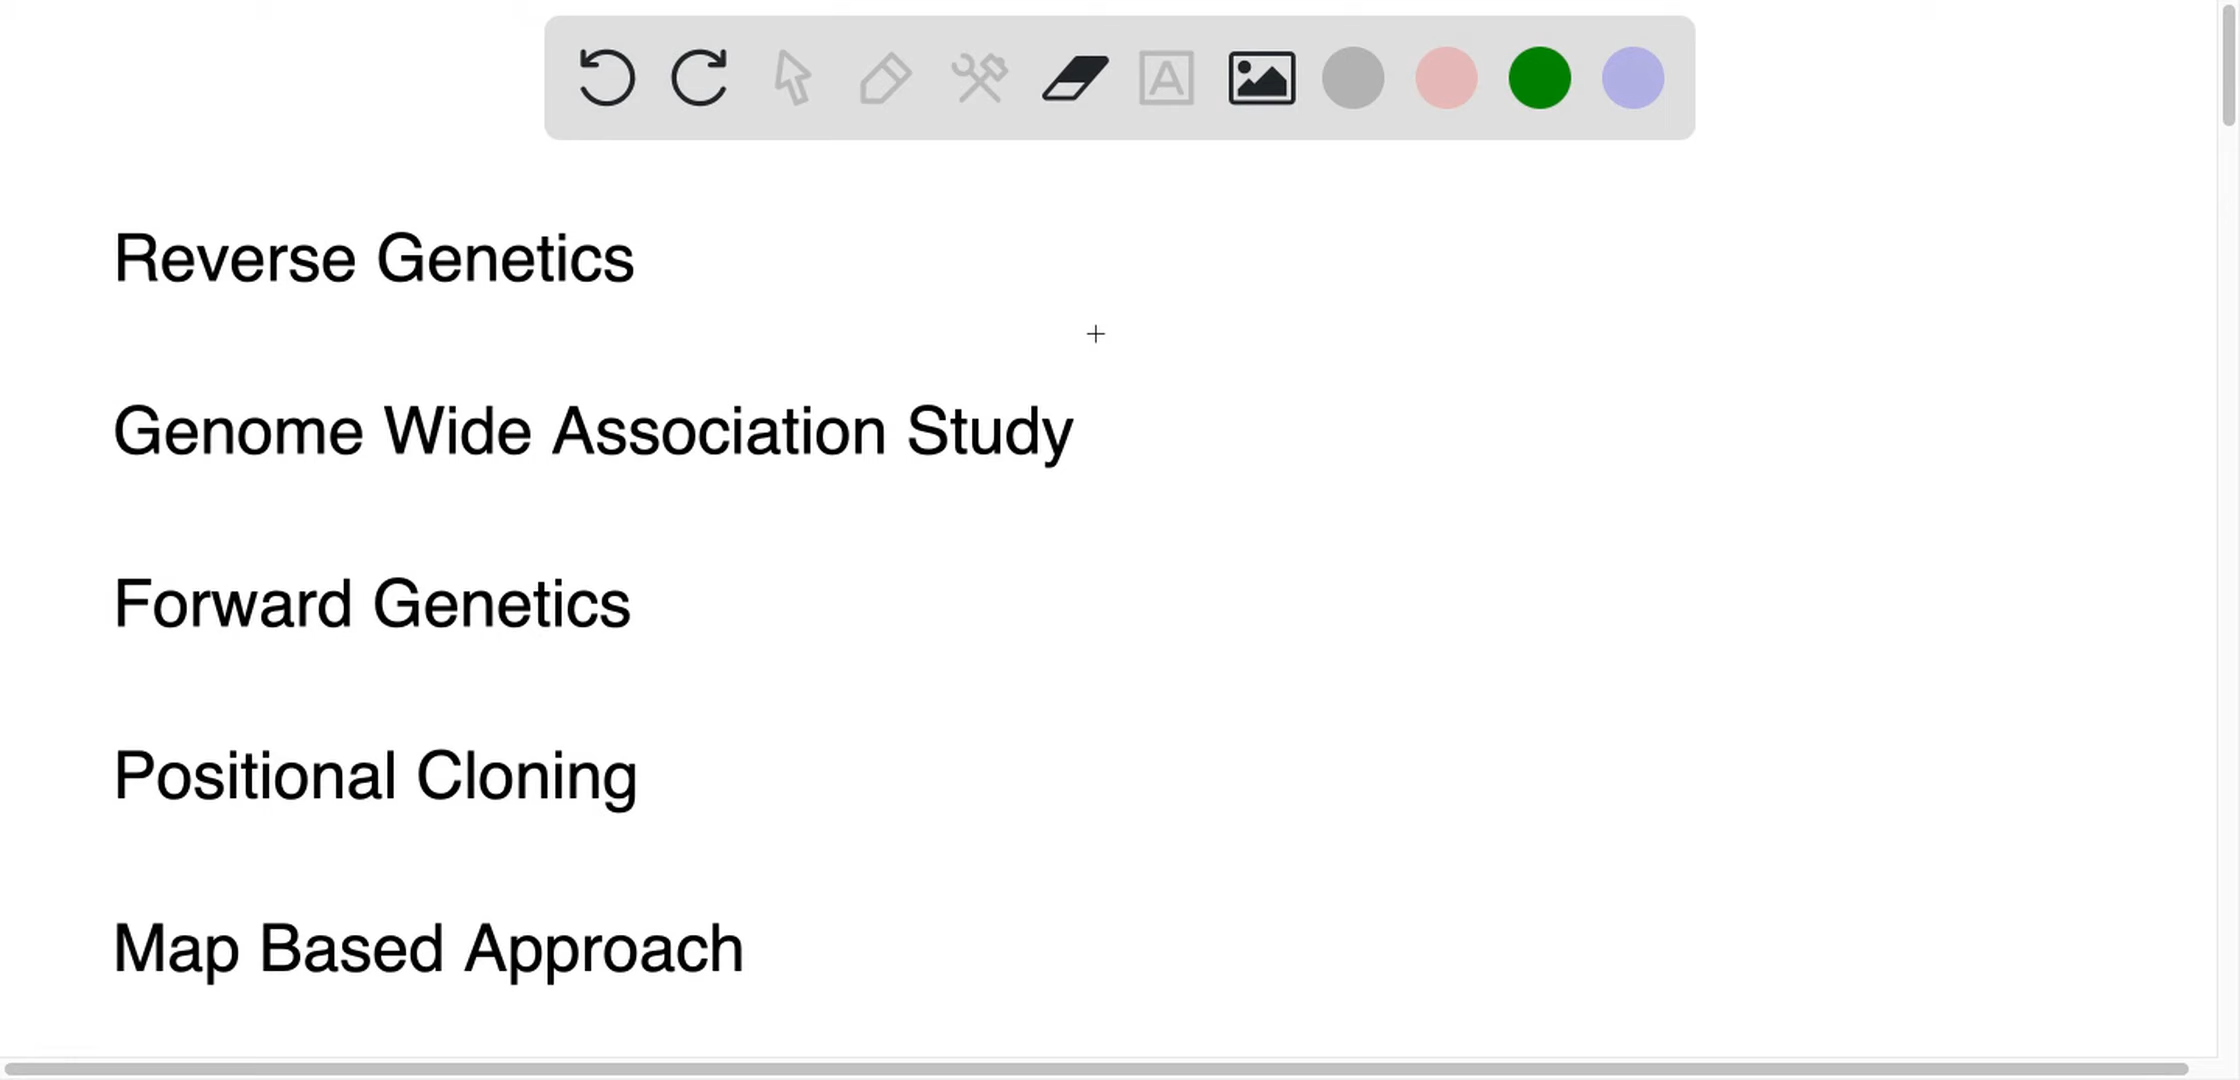 A
Reverse Genetics
Genome Wide Association Study
Forward Genetics
Positional Cloning
Map Based Approach